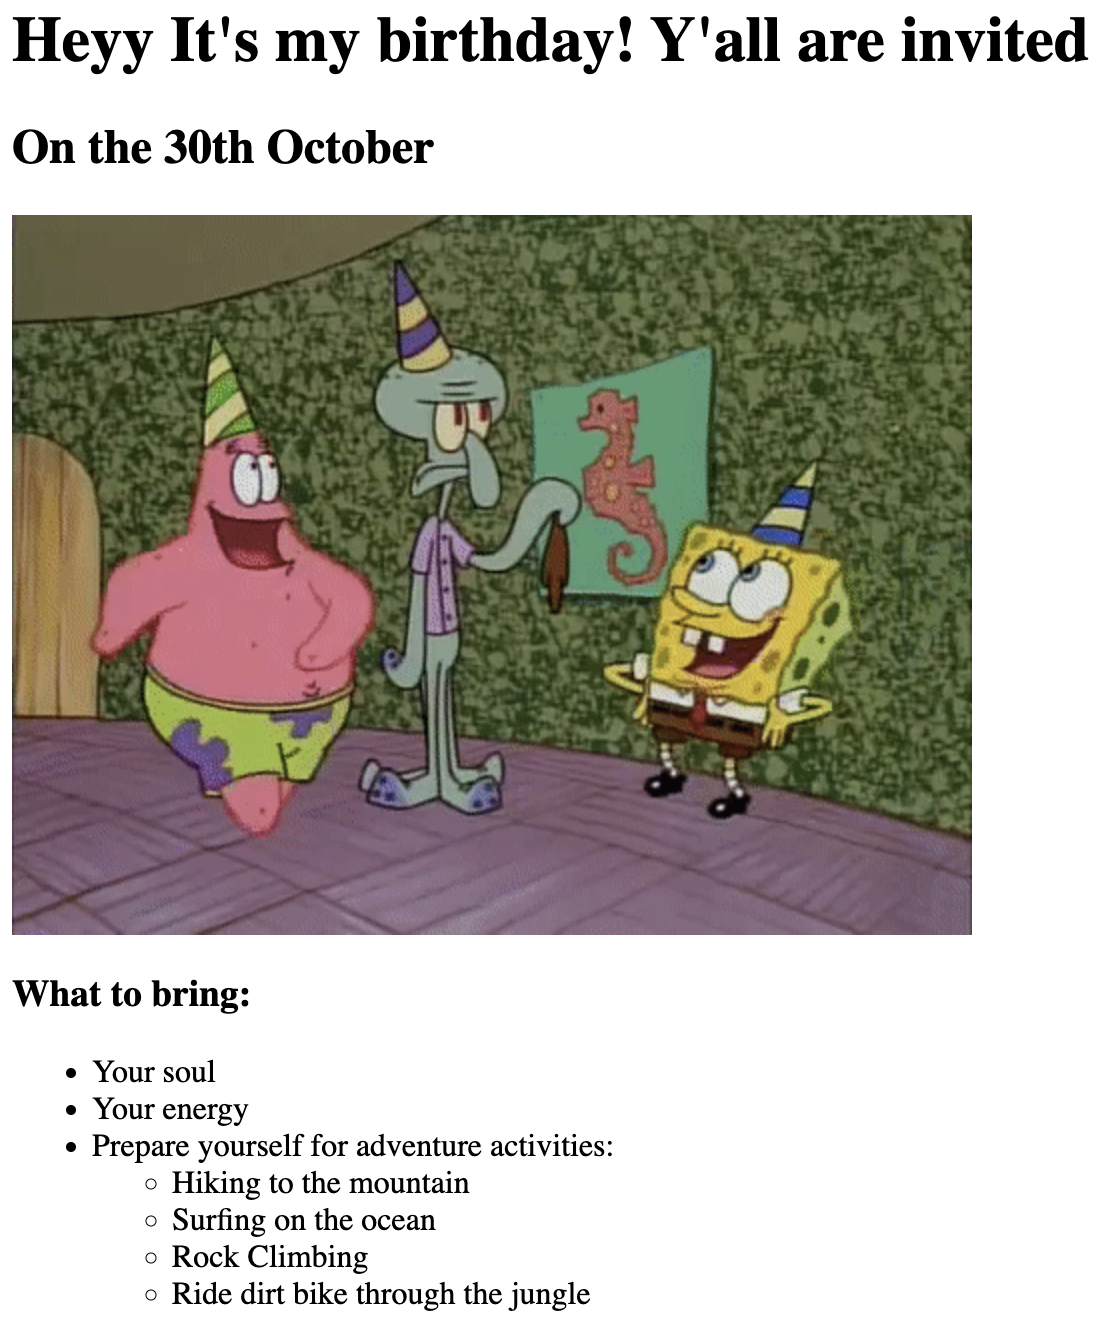 Heyy It's my birthday! Y'all are invited
On the 30th October
What to bring:
Your soul
Your energy
Prepare yourself for adventure activities:
Hiking to the mountain
Surfing on the ocean
Rock Climbing
Ride dirt bike through the jungle